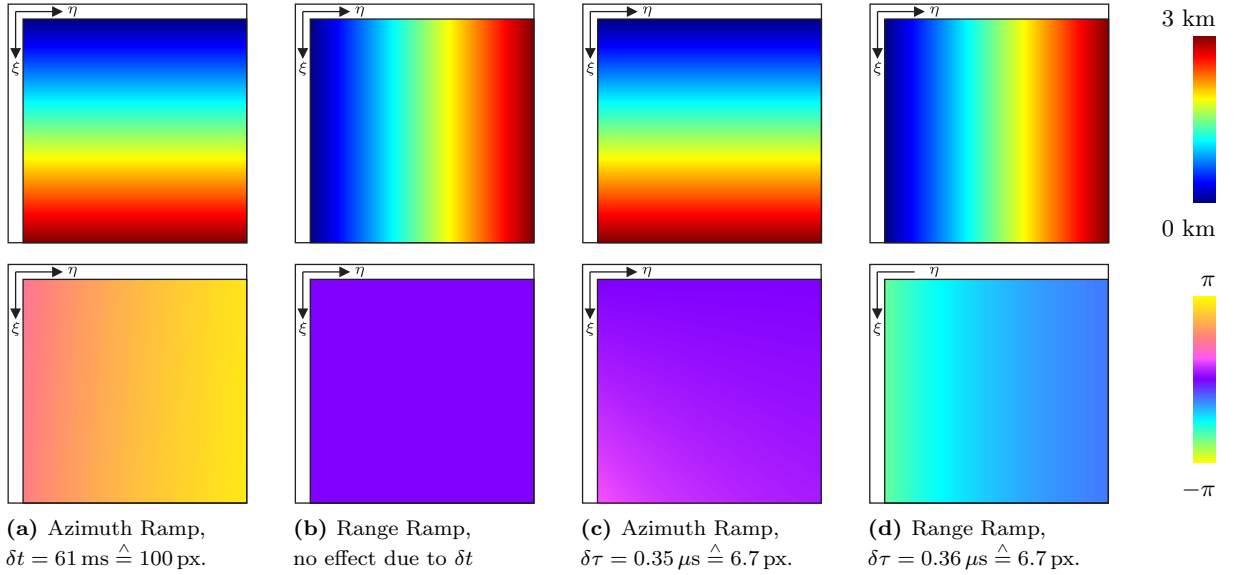 η
ξ
η
ξ
η
ξ
η
ξ
3 km
0 km
η
ξ
η
ξ
η
ξ
η
ξ
π
−π
(a) Azimuth Ramp,
δt = 61 ms ≙ 100 px.
(b) Range Ramp,
no effect due to δt
(c) Azimuth Ramp,
δτ = 0.35 μs ≙ 6.7 px.
(d) Range Ramp,
δτ = 0.36 μs ≙ 6.7 px.